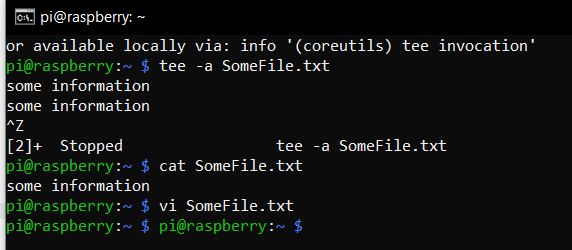 pi@raspberry: ~
or available locally via: info '(coreutils) tee invocation'
pi@raspberry:~ $ tee -a SomeFile.txt
some information
some information
^Z
[2]+  Stopped                 tee -a SomeFile.txt
pi@raspberry:~ $ cat SomeFile.txt
some information
pi@raspberry:~ $ vi SomeFile.txt
pi@raspberry:~ $ pi@raspberry:~ $